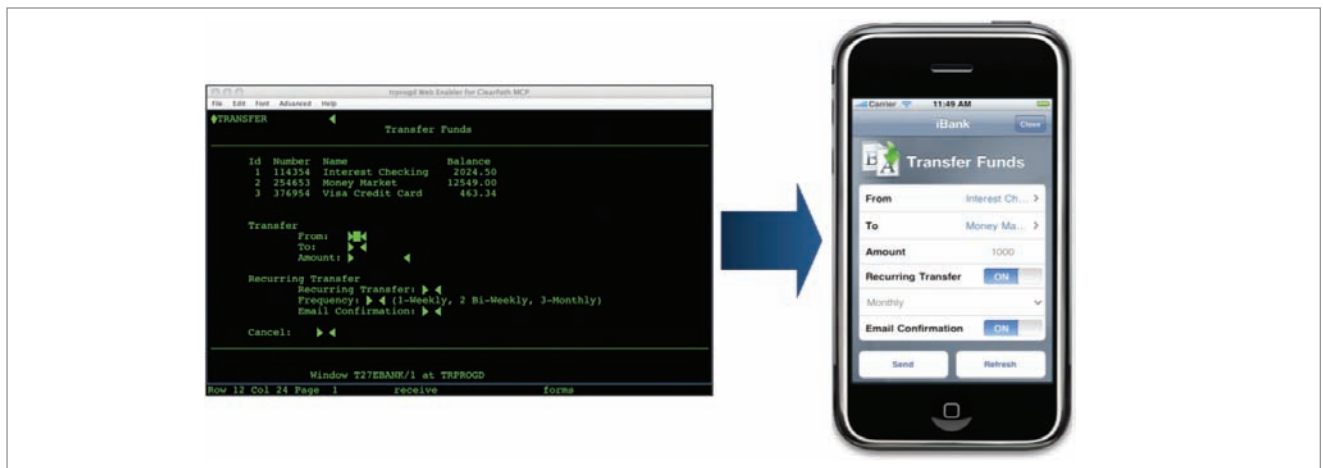 trprogd Web Enabler for ClearPath MCP
File Edit Font Advanced Help
TRANSFER
Transfer Funds
Id Number Name Balance
1 114354 Interest Checking 2024.50
2 254653 Money Market 12549.00
3 376954 Visa Credit Card 463.34
Transfer
From:
To:
Amount:
Recurring Transfer
Recurring Transfer:
Frequency: (1-Weekly, 2 Bi-Weekly, 3-Monthly)
Email Confirmation:
Cancel:
Window T27EBANK/1 at TRPROGD
Row 12 Col 24 Page 1 receive forms
Carrier 11:49 AM
iBank Close
B A Transfer Funds
From Interest Ch... >
To Money Ma... >
Amount 1000
Recurring Transfer ON
Monthly
Email Confirmation ON
Send Refresh